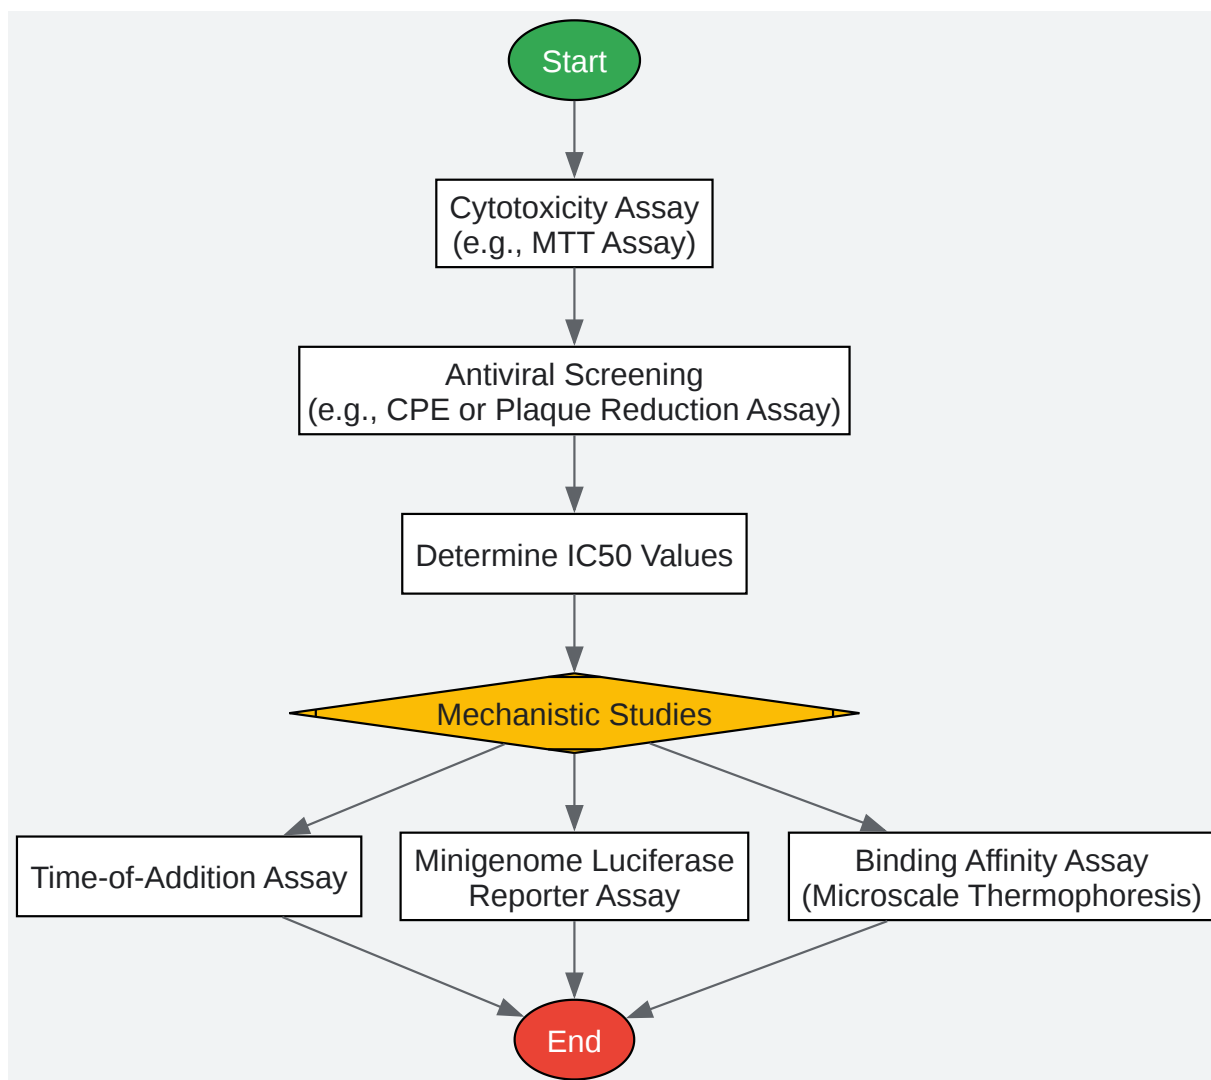 Start
Cytotoxicity Assay
(e.g., MTT Assay)
Antiviral Screening
(e.g., CPE or Plaque Reduction Assay)
Determine IC50 Values
Mechanistic Studies
Time-of-Addition Assay
Minigenome Luciferase
Reporter Assay
Binding Affinity Assay
(Microscale Thermophoresis)
End